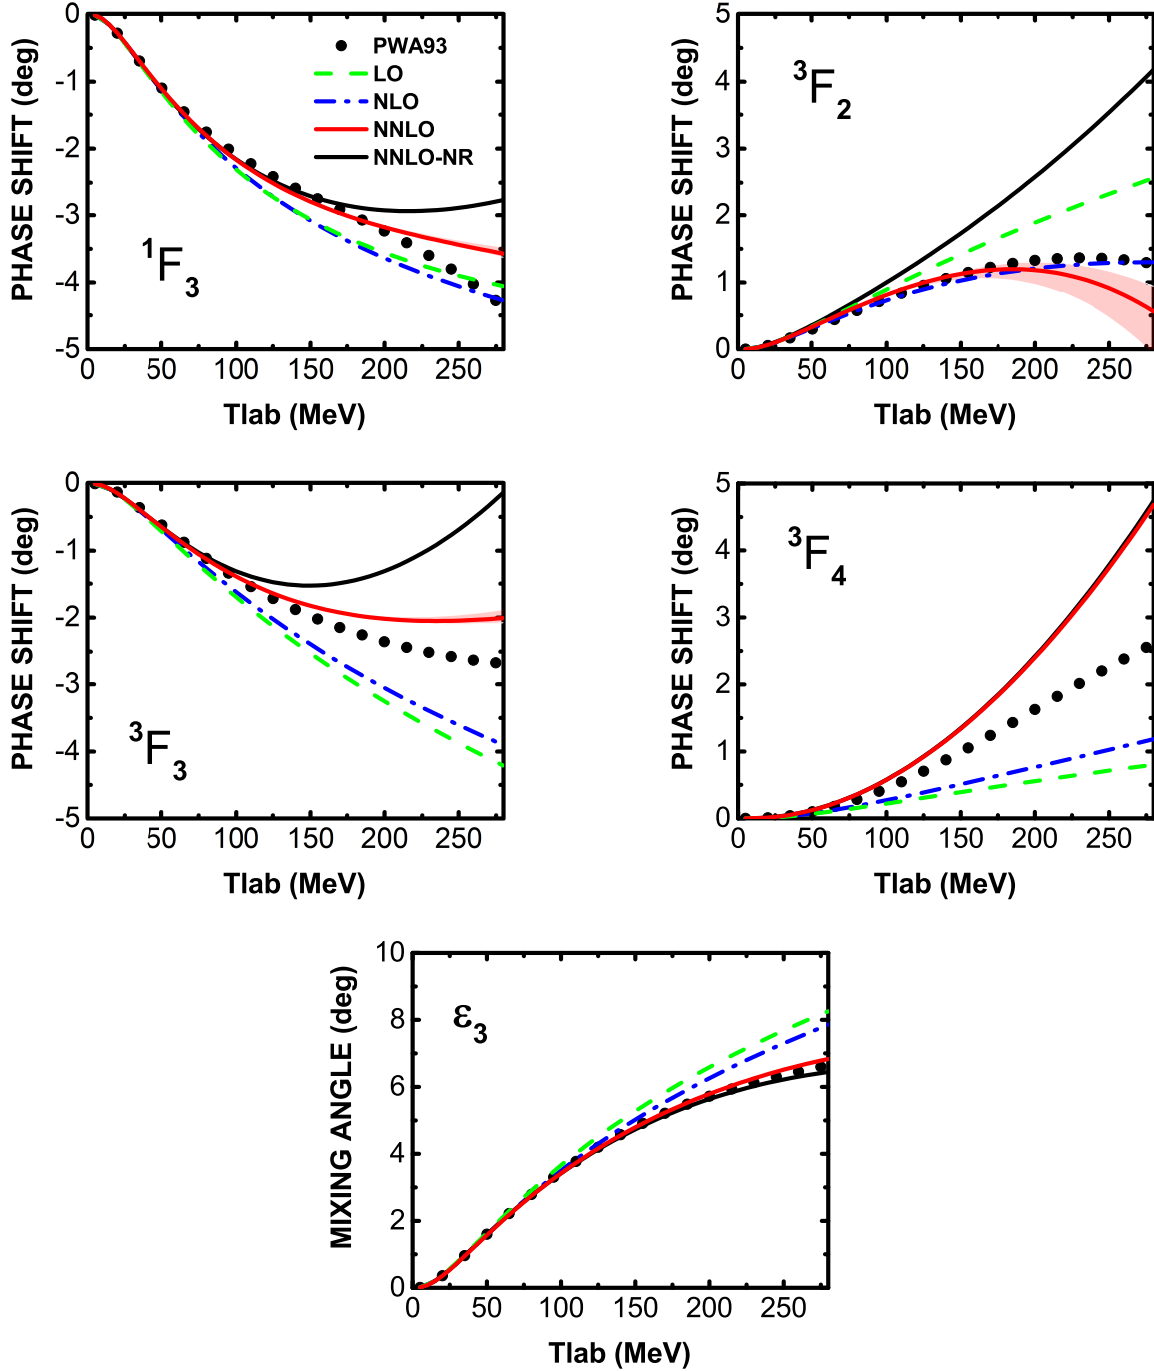 PHASE SHIFT (deg)
0
-1
-2
-3
-4
-5
PWA93
LO
NLO
NNLO
NNLO-NR
1F3
0 50 100 150 200 250
Tlab (MeV)
PHASE SHIFT (deg)
5
4
3
2
1
0
3F2
0 50 100 150 200 250
Tlab (MeV)
PHASE SHIFT (deg)
0
-1
-2
-3
-4
-5
3F3
0 50 100 150 200 250
Tlab (MeV)
PHASE SHIFT (deg)
5
4
3
2
1
0
3F4
0 50 100 150 200 250
Tlab (MeV)
MIXING ANGLE (deg)
10
8
6
4
2
0
ε3
0 50 100 150 200 250
Tlab (MeV)